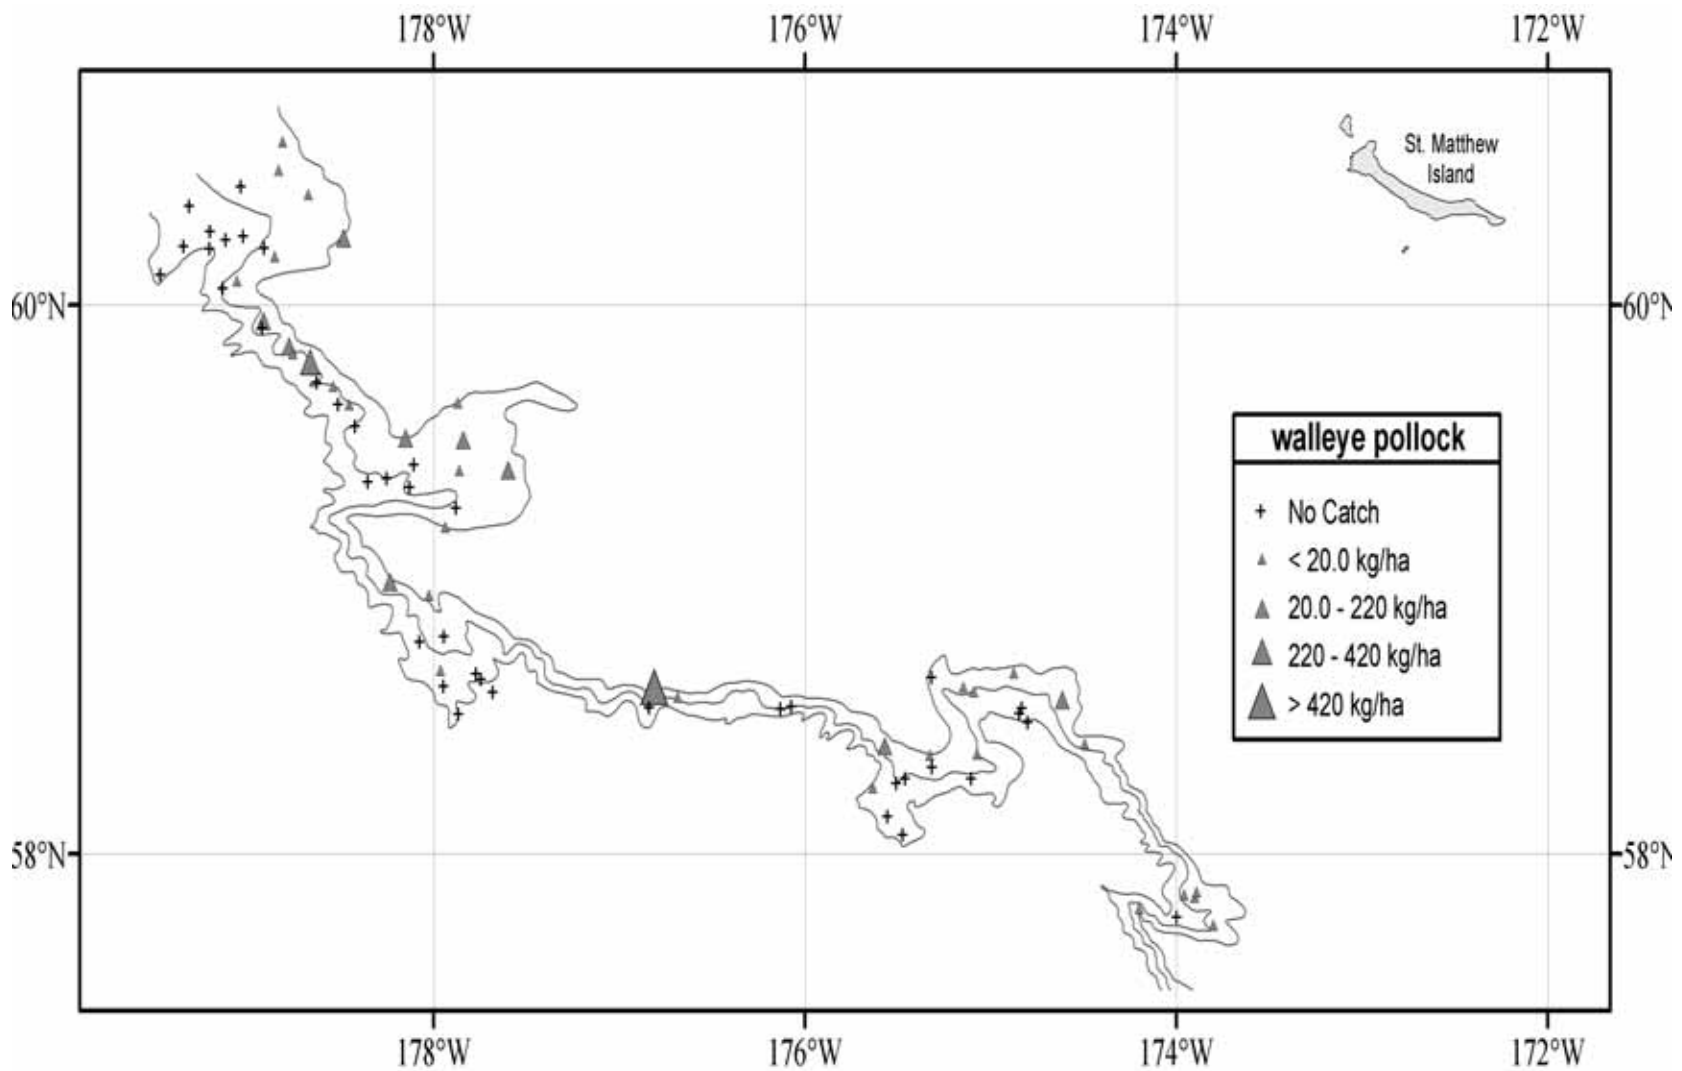 178°W 176°W 174°W 172°W
St. Matthew
Island
60°N 60°N
walleye pollock
No Catch
< 20.0 kg/ha
20.0 - 220 kg/ha
220 - 420 kg/ha
> 420 kg/ha
58°N 58°N
178°W 176°W 174°W 172°W